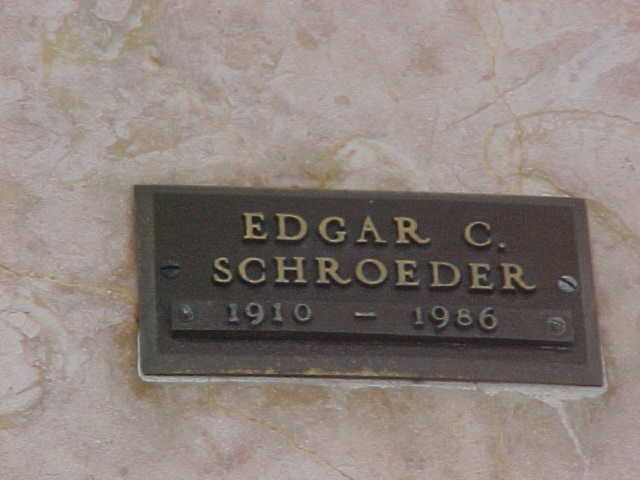 EDGAR C.
SCHROEDER
1910 – 1986